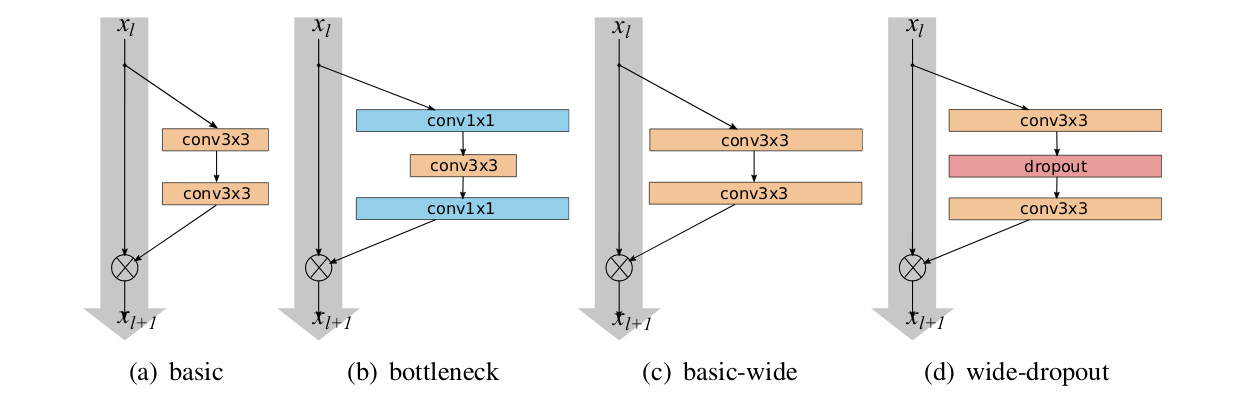 x_l x_l x_l x_l
conv1x1 conv3x3
conv3x3 conv3x3
conv3x3 dropout
conv3x3 conv3x3
conv1x1 conv3x3
x_{l+1} x_{l+1} x_{l+1} x_{l+1}
(a) basic (b) bottleneck (c) basic-wide (d) wide-dropout